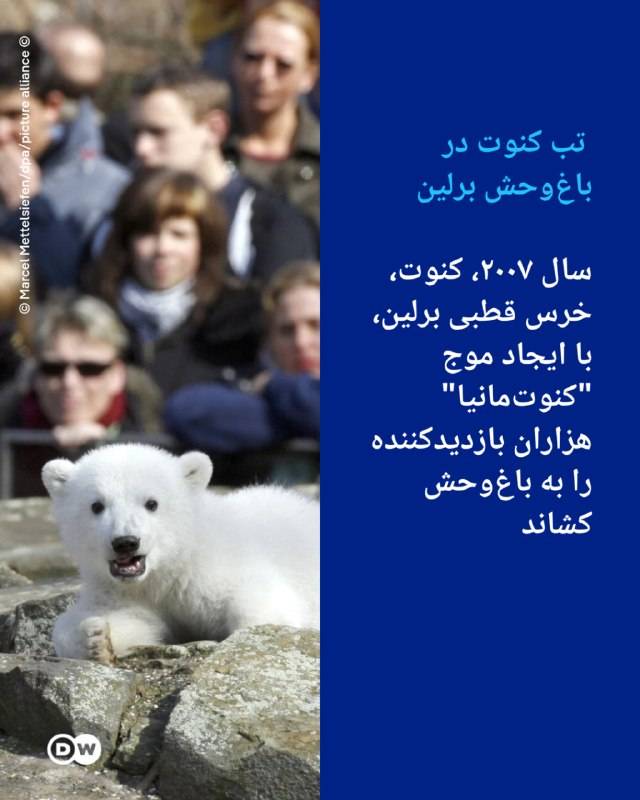 تب کنوت در
باغ‌وحش برلین
سال ۲۰۰۷، کنوت،
خرس قطبی برلین،
با ایجاد موج
"کنوت‌مانیا"
هزاران بازدیدکننده
را به باغ‌وحش
کشاند
© Marcel Mettelsiefen/dpa/picture alliance ©
DW